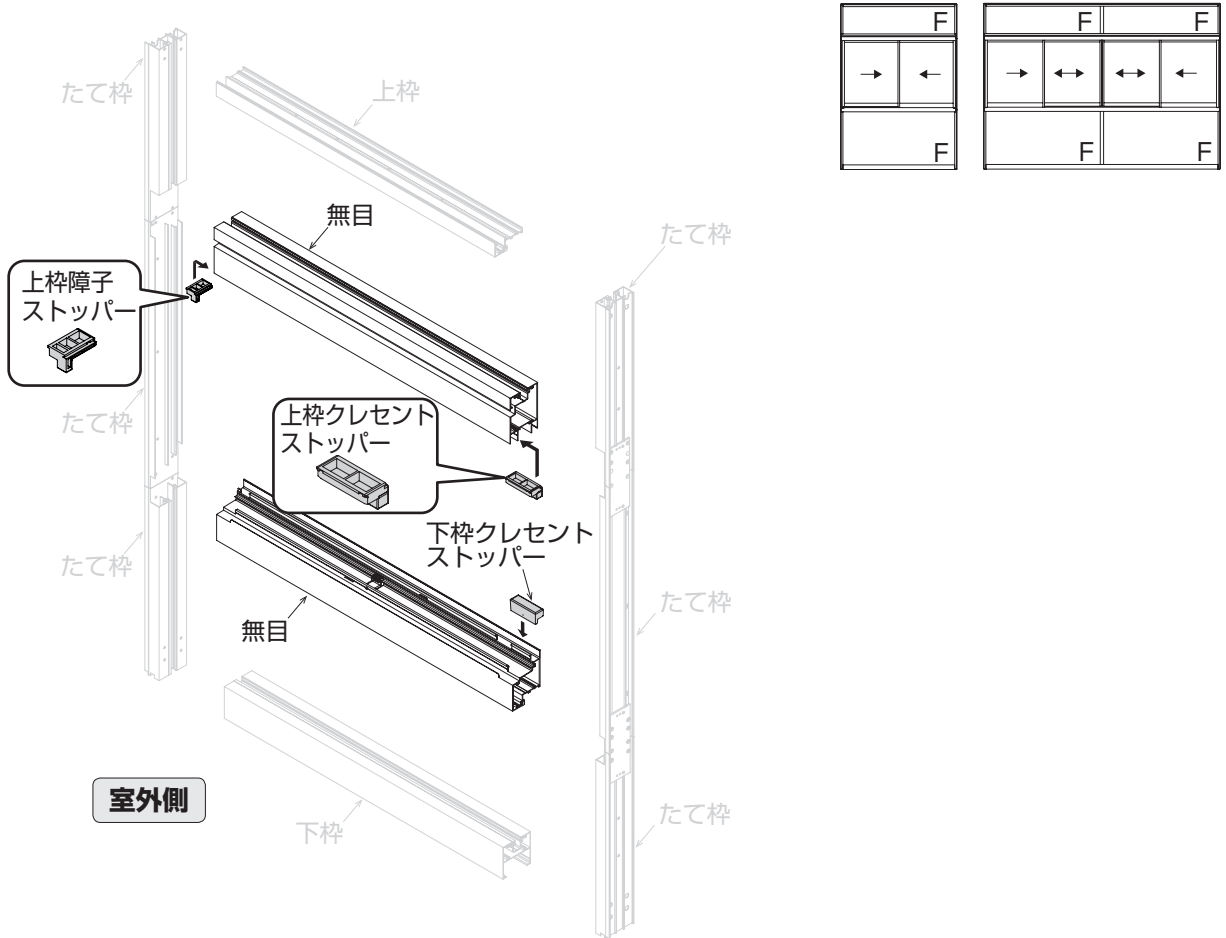 F
F
F
F
F
F
たて枠
上枠
無目
たて枠
上枠障子
ストッパー
たて枠
上枠クレセント
ストッパー
下枠クレセント
ストッパー
たて枠
たて枠
無目
室外側
下枠
たて枠